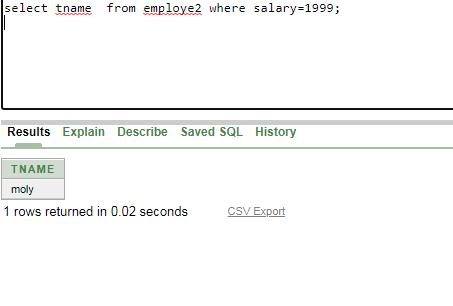 select tname  from employe2 where salary=1999;
Results Explain Describe Saved SQL History
TNAME
moly
1 rows returned in 0.02 seconds CSV Export